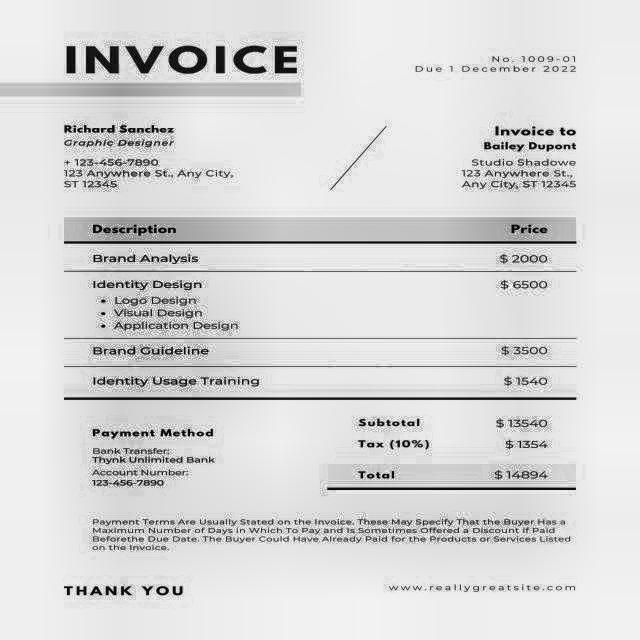 INVOICE
No. 1009-01
Due 1 December 2022
Richard Sanchez
Graphic Designer
+ 123-456-7890
123 Anywhere St., Any City,
ST 12345
Invoice to
Bailey Dupont
Studio Shadowe
123 Anywhere St.,
Any City, ST 12345
Description Price
Brand Analysis $ 2000
Identity Design $ 6500
• Logo Design
• Visual Design
• Application Design
Brand Guideline $ 3500
Identity Usage Training $ 1540
Subtotal $ 13540
Tax (10%) $ 1354
Total $ 14894
Payment Method
Bank Transfer:
Thynk Unlimited Bank
Account Number:
123-456-7890
Payment Terms Are Usually Stated on the Invoice. These May Specify That the Buyer Has a
Maximum Number of Days in Which To Pay and Is Sometimes Offered a Discount If Paid
Beforethe Due Date. The Buyer Could Have Already Paid for the Products or Services Listed
on the Invoice.
THANK YOU
www.reallygreatsite.com